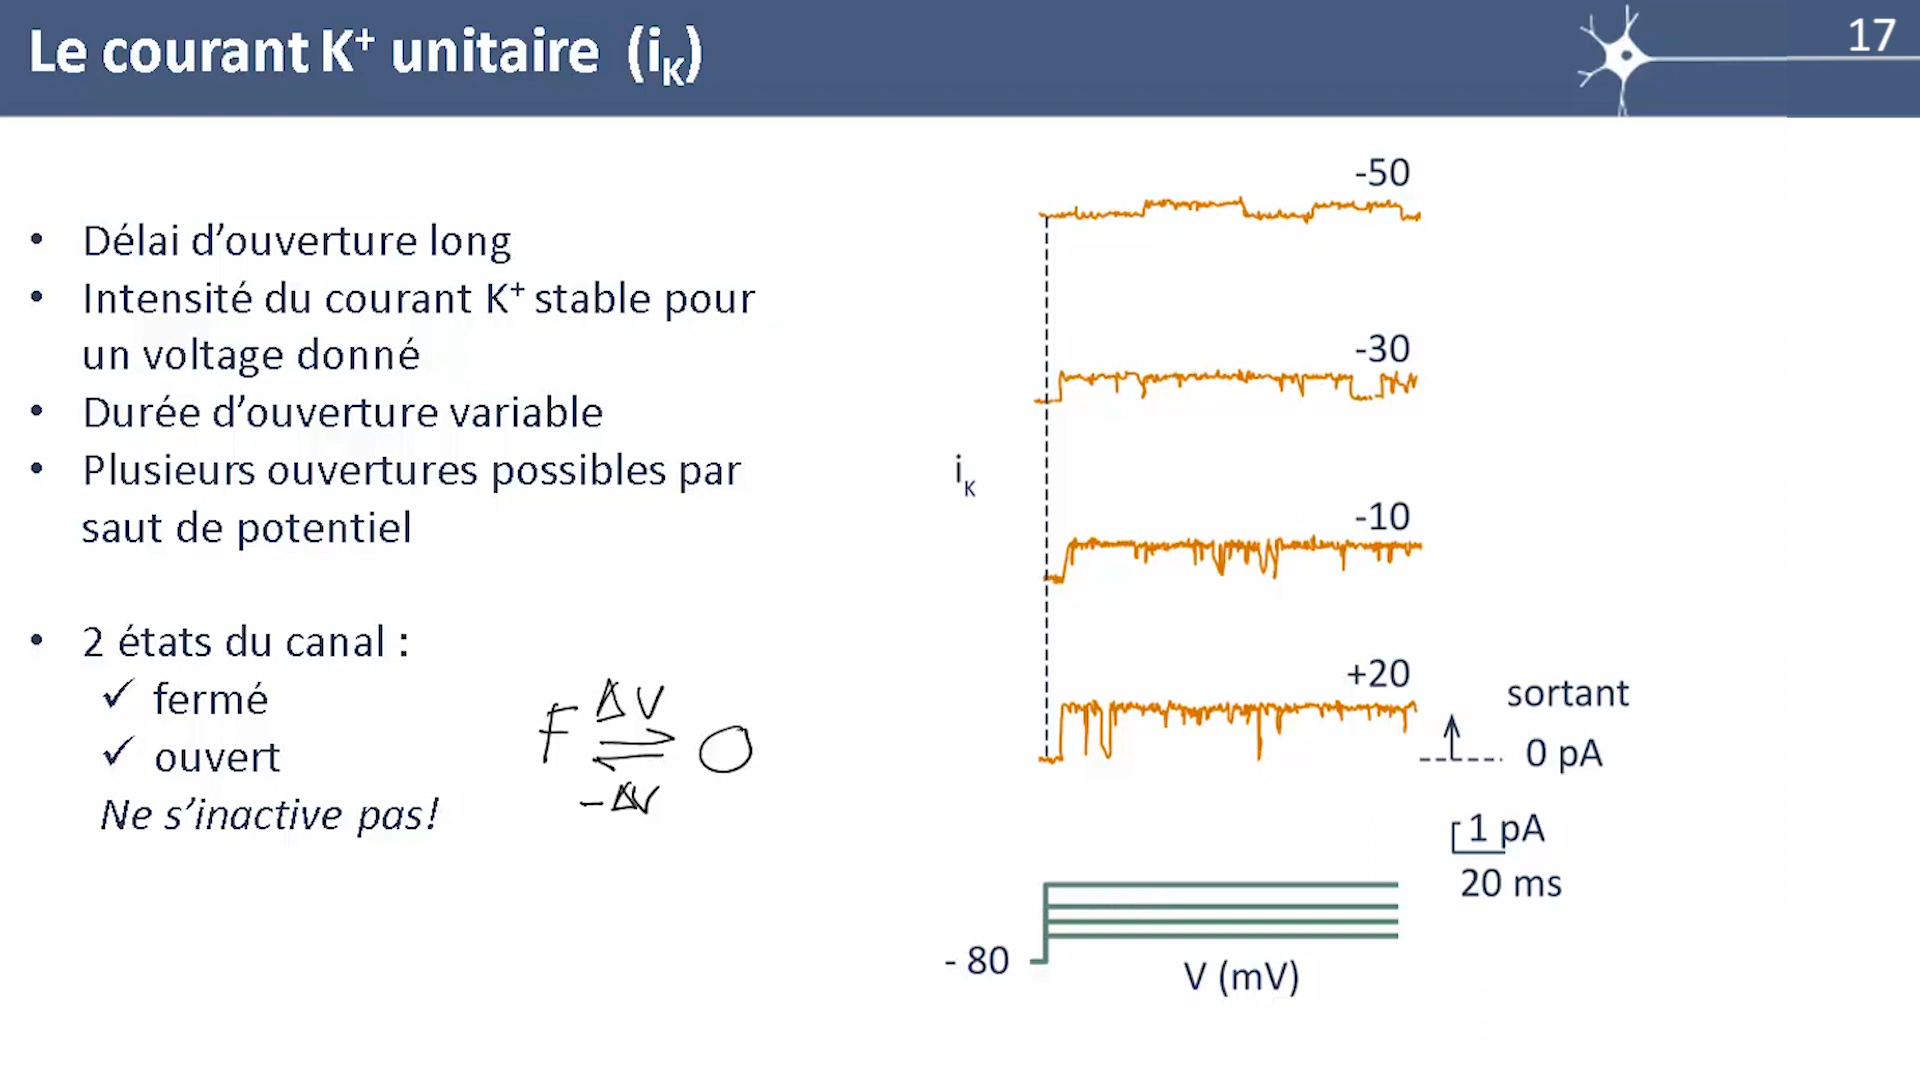 Le courant K⁺ unitaire (iK)
17
• Délai d’ouverture long
• Intensité du courant K⁺ stable pour
un voltage donné
• Durée d’ouverture variable
• Plusieurs ouvertures possibles par
saut de potentiel
• 2 états du canal :
✓ fermé
✓ ouvert
Ne s’inactive pas!
ΔV
F ⇌ O
-ΔV
-50
-30
iK
-10
+20
sortant
0 pA
1 pA
20 ms
- 80
V (mV)